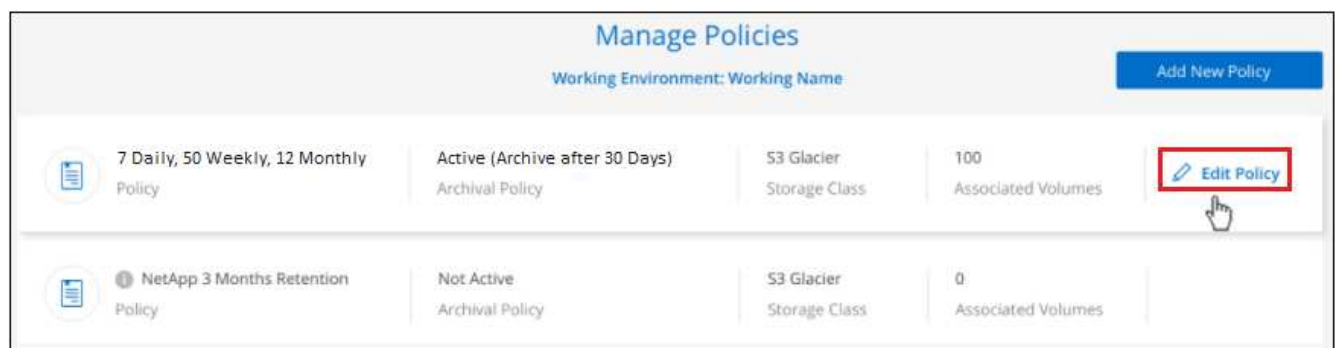 Manage Policies
Working Environment: Working Name
Add New Policy
7 Daily, 50 Weekly, 12 Monthly
Policy
Active (Archive after 30 Days)
Archival Policy
S3 Glacier
Storage Class
100
Associated Volumes
Edit Policy
NetApp 3 Months Retention
Policy
Not Active
Archival Policy
S3 Glacier
Storage Class
0
Associated Volumes